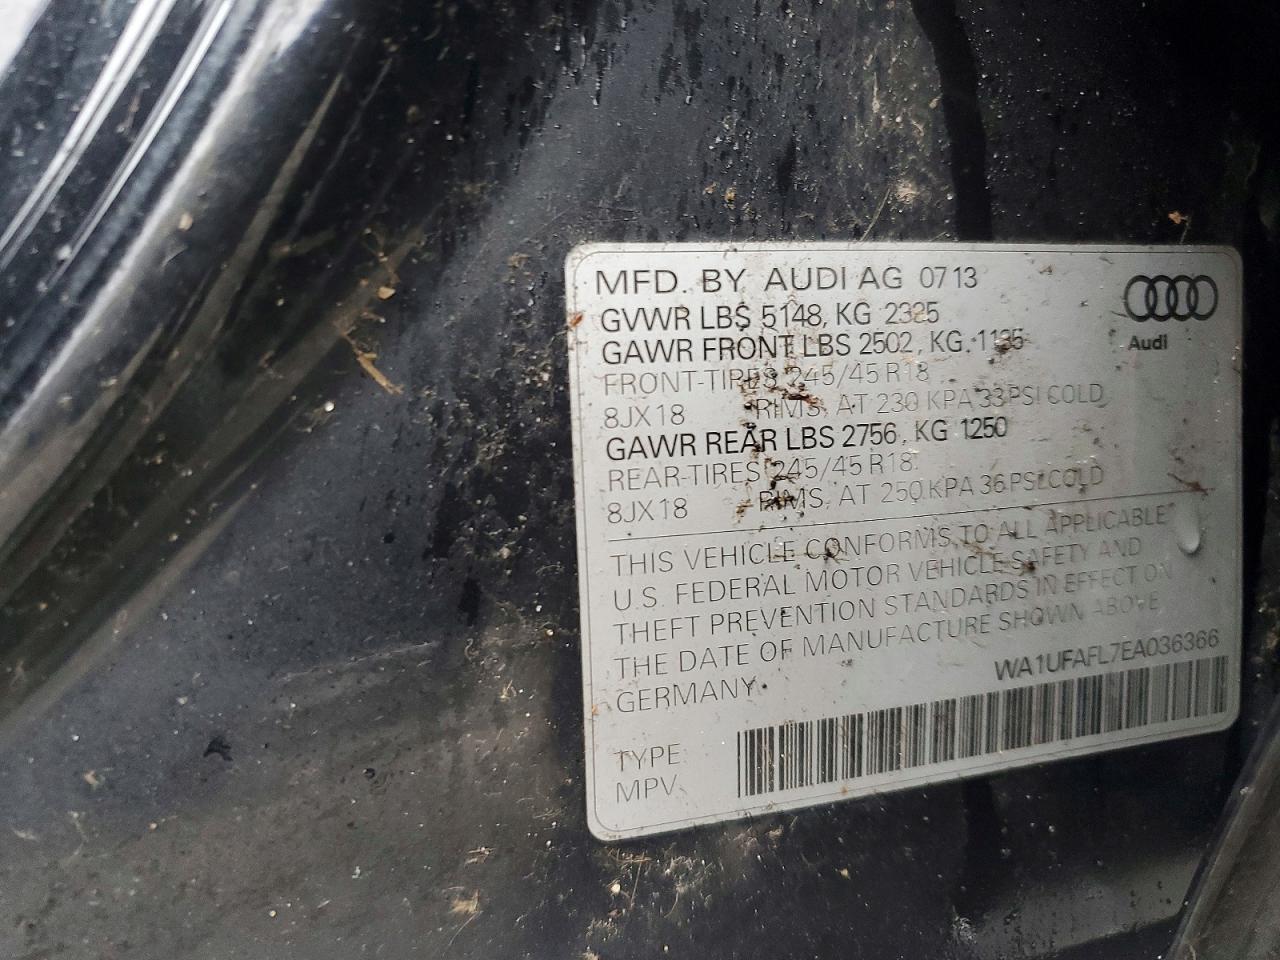 MFD. BY AUDI AG 07 13
GVWR LBS 5148, KG 2325
GAWR FRONT LBS 2502, KG. 1135
FRONT-TIRES 245/45 R18
8JX18 RIMS, AT 230 KPA 33 PSI COLD
GAWR REAR LBS 2756, KG 1250
REAR-TIRES 245/45 R18
8JX18 RIMS, AT 250 KPA 36 PSI COLD
THIS VEHICLE CONFORMS TO ALL APPLICABLE
U.S. FEDERAL MOTOR VEHICLE SAFETY AND
THEFT PREVENTION STANDARDS IN EFFECT ON
THE DATE OF MANUFACTURE SHOWN ABOVE
GERMANY
WA1UFAFL7EA036366
TYPE:
MPV
Audi